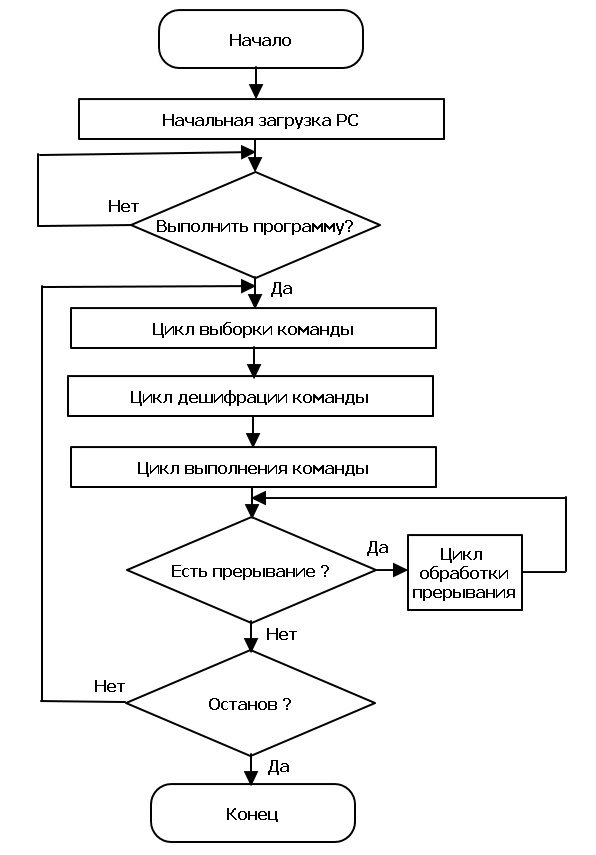 Начало
Начальная загрузка PC
Нет
Выполнить программу?
Да
Цикл выборки команды
Цикл дешифрации команды
Цикл выполнения команды
Есть прерывание ?
Да
Цикл
обработки
прерывания
Нет
Нет
Останов ?
Да
Конец